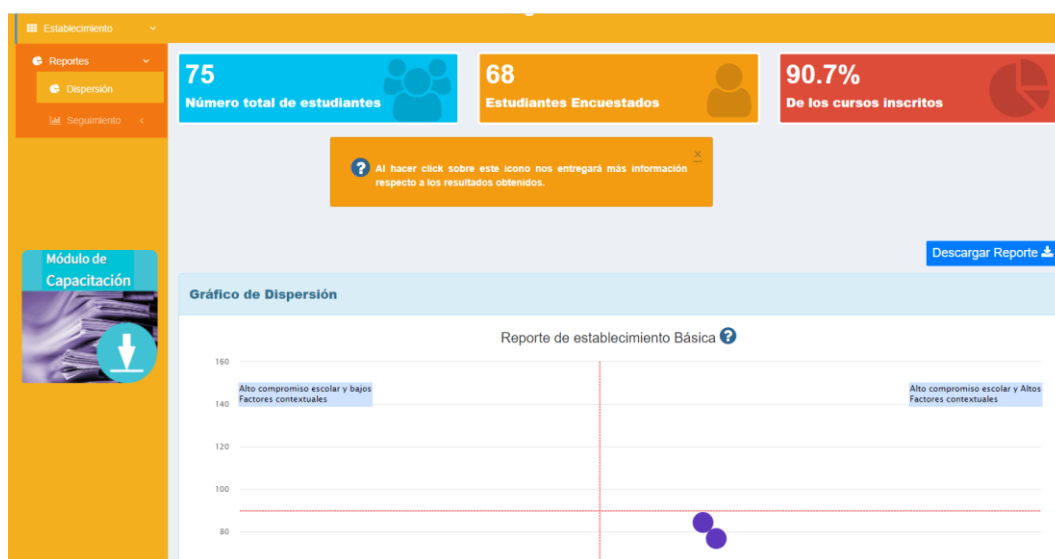 Establecimiento
Reportes
Dispersión
Seguimiento
Módulo de
Capacitación
75
Número total de estudiantes
68
Estudiantes Encuestados
90.7%
De los cursos inscritos
Al hacer click sobre este icono nos entregará más información
respecto a los resultados obtenidos.
×
Descargar Reporte
Gráfico de Dispersión
Reporte de establecimiento Básica
160
Alto compromiso escolar y bajos
Factores contextuales
Alto compromiso escolar y Altos
Factores contextuales
140
120
100
80